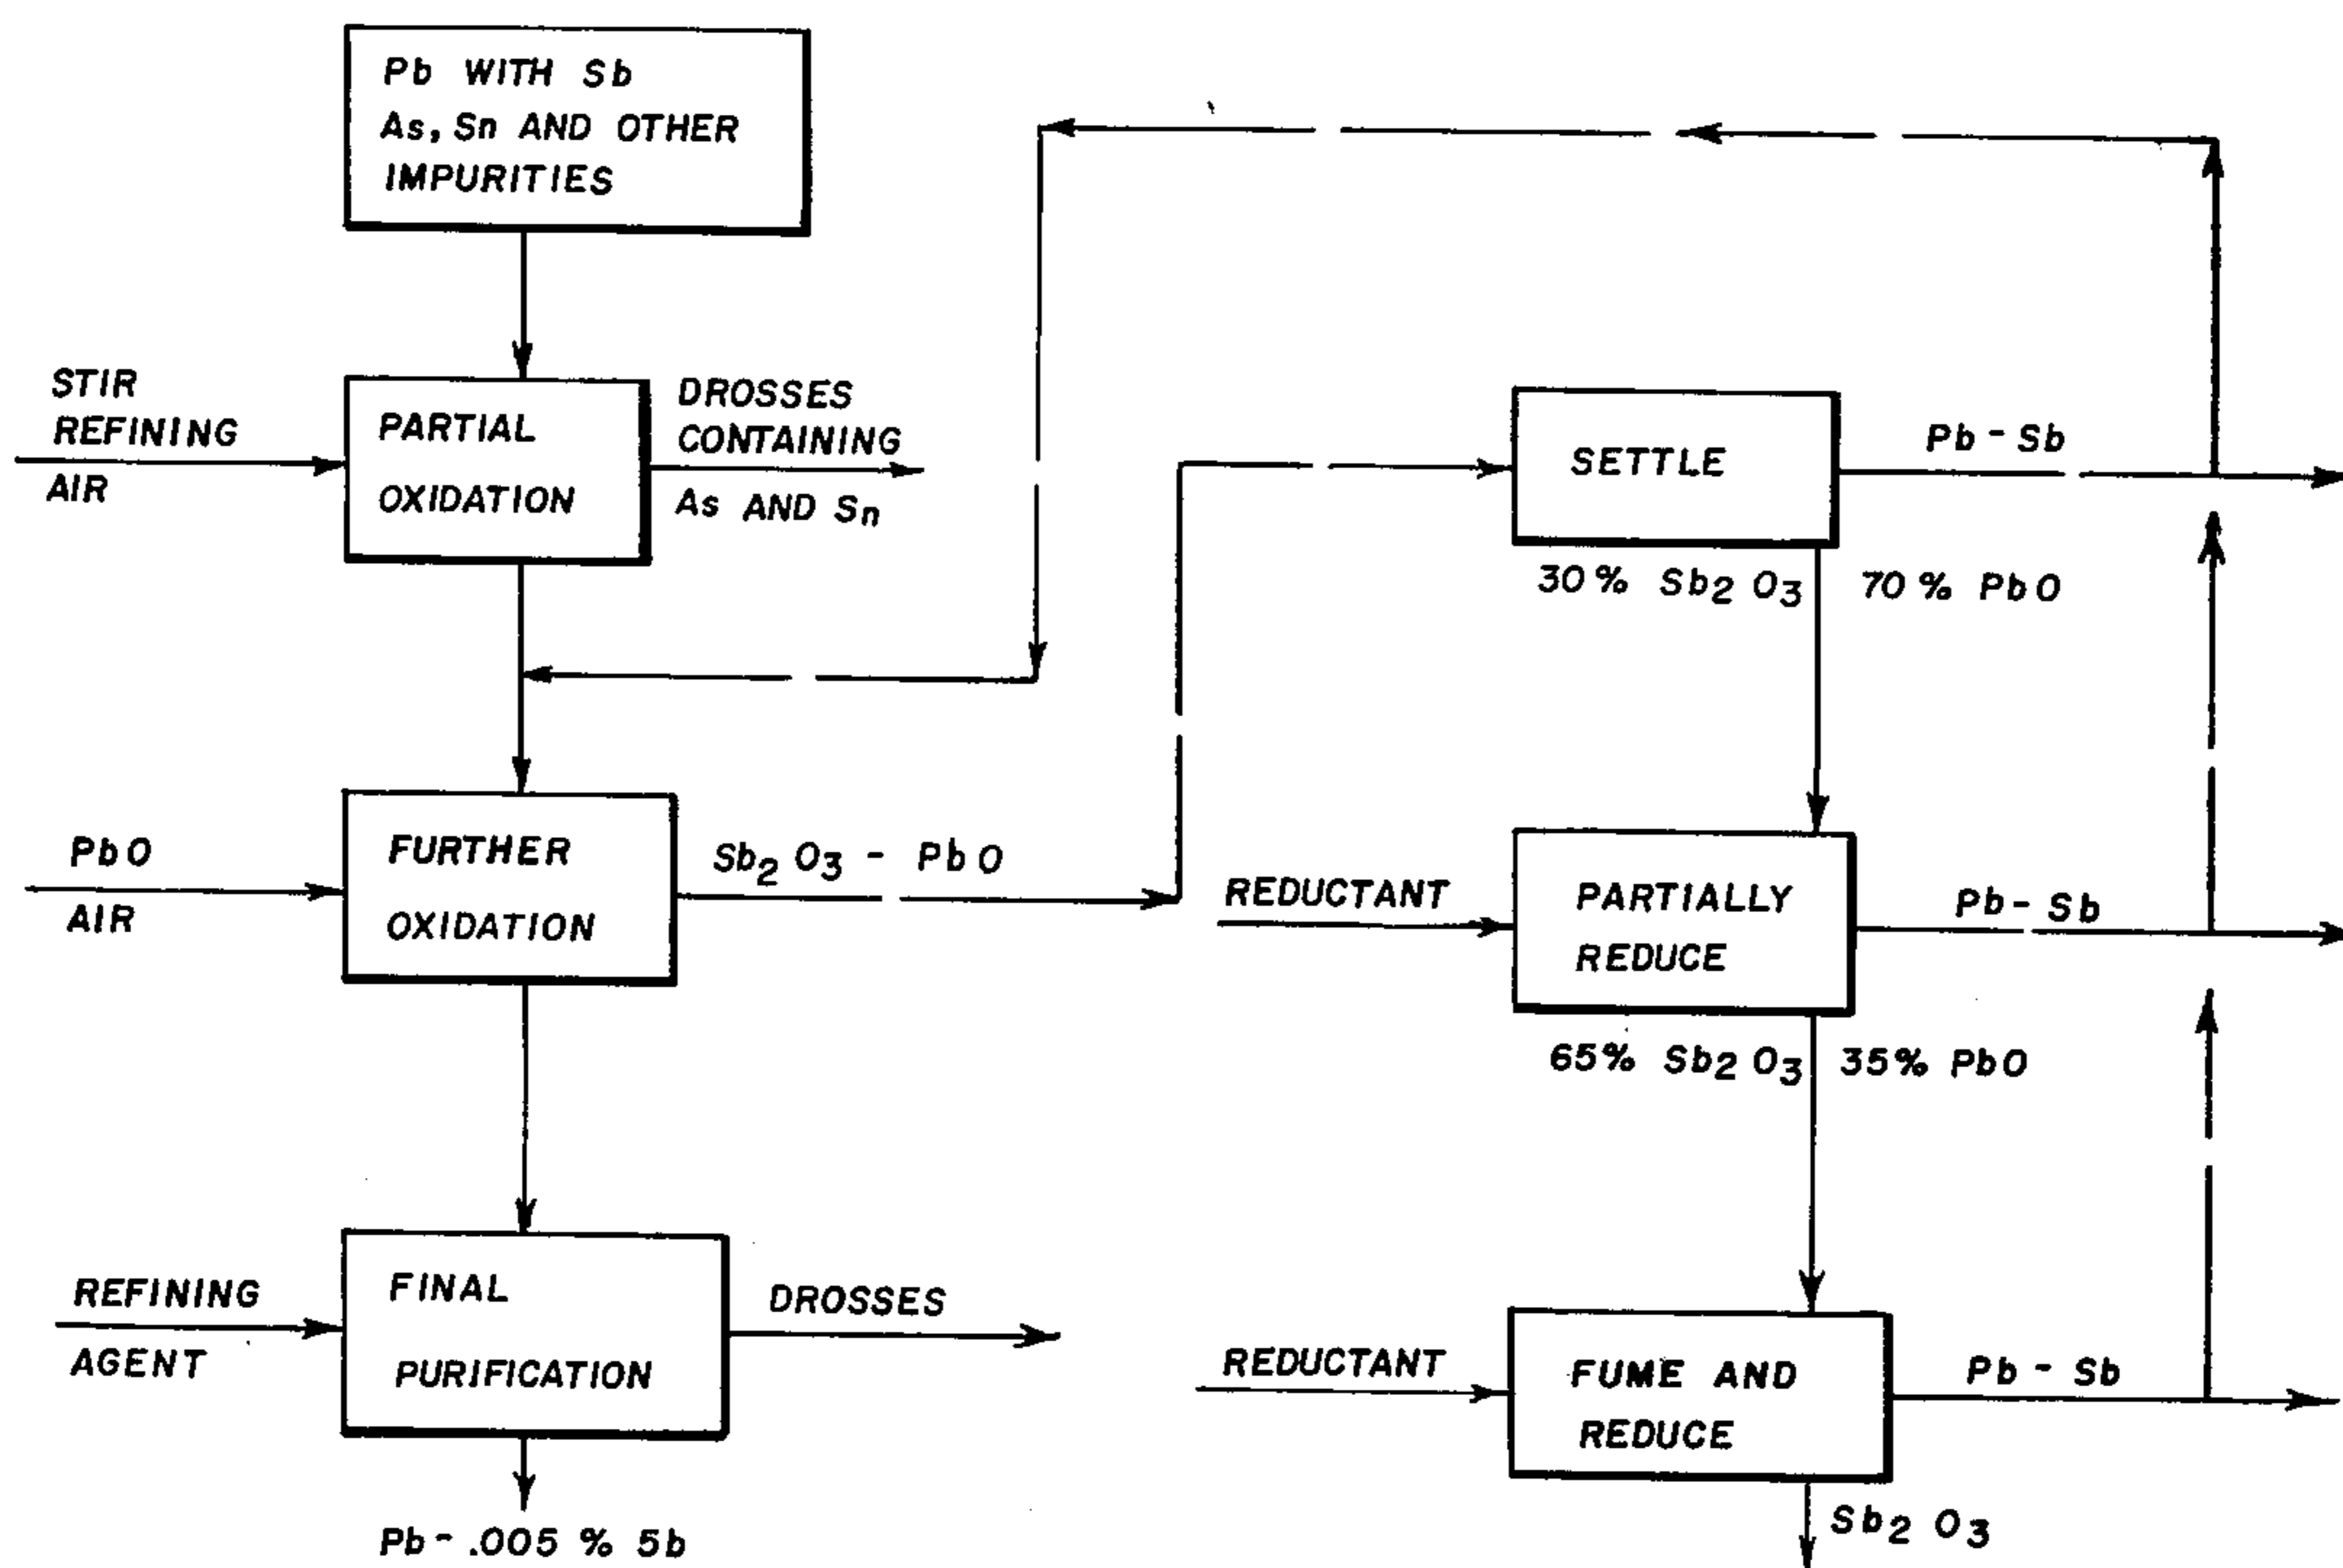 Pb WITH Sb
As, Sn AND OTHER
IMPURITIES
STIR
REFINING
AIR
PARTIAL
OXIDATION
DROSSES
CONTAINING
As AND Sn
SETTLE
Pb - Sb
30% Sb2 O3 70% PbO
PbO
AIR
FURTHER
OXIDATION
Sb2 O3 - PbO
REDUCTANT
PARTIALLY
REDUCE
Pb - Sb
65% Sb2 O3 35% PbO
REFINING
AGENT
FINAL
PURIFICATION
DROSSES
Pb - .005 % 5b
REDUCTANT
FUME AND
REDUCE
Pb - Sb
Sb2 O3